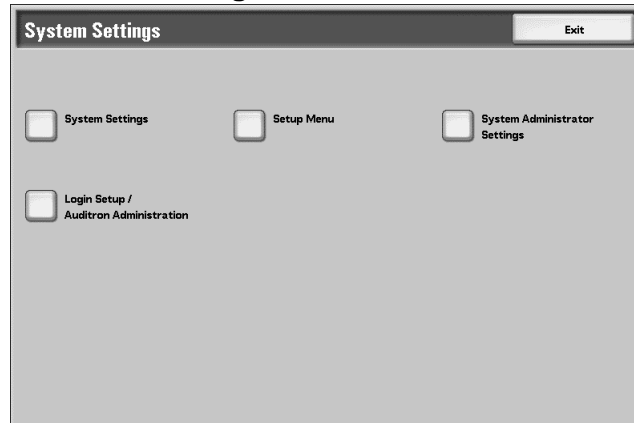 System Settings
Exit
System Settings
Setup Menu
System Administrator
Settings
Login Setup /
Auditron Administration